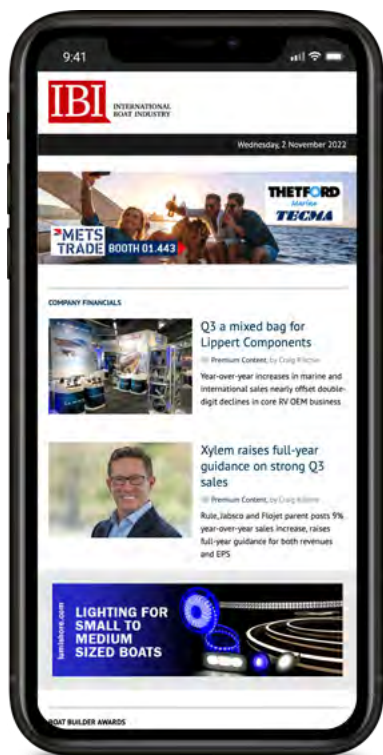 9:41
IBI INTERNATIONAL
BOAT INDUSTRY
Wednesday, 2 November 2022
THETFORD
Marine
TECMA
METS
TRADE BOOTH 01.443
COMPANY FINANCIALS
Q3 a mixed bag for
Lippert Components
Premium Content, by Craig Ritchie
Year-over-year increases in marine and
international sales nearly offset double-
digit declines in core RV OEM business
Xylem raises full-year
guidance on strong Q3
sales
Premium Content, by Craig Ritchie
Rule, Jabsco and Flojet parent posts 9%
year-over-year sales increase, raises
full-year guidance for both revenues
and EPS
lumishore.com
LIGHTING FOR
SMALL TO
MEDIUM
SIZED BOATS
BOAT BUILDER AWARDS